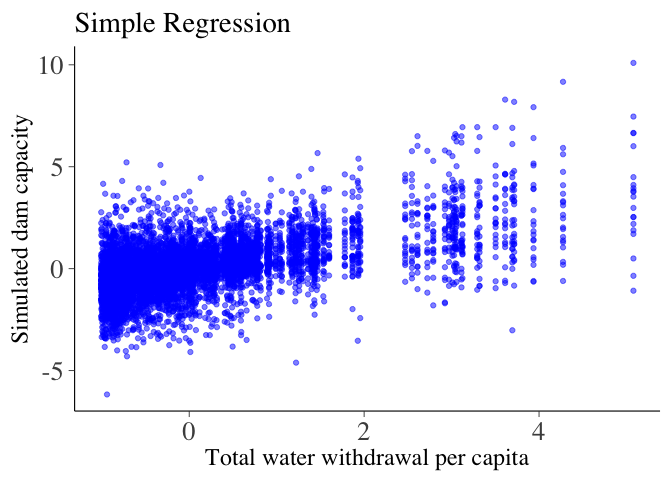 Simple Regression
10
5
0
-5
Simulated dam capacity
0 2 4
Total water withdrawal per capita